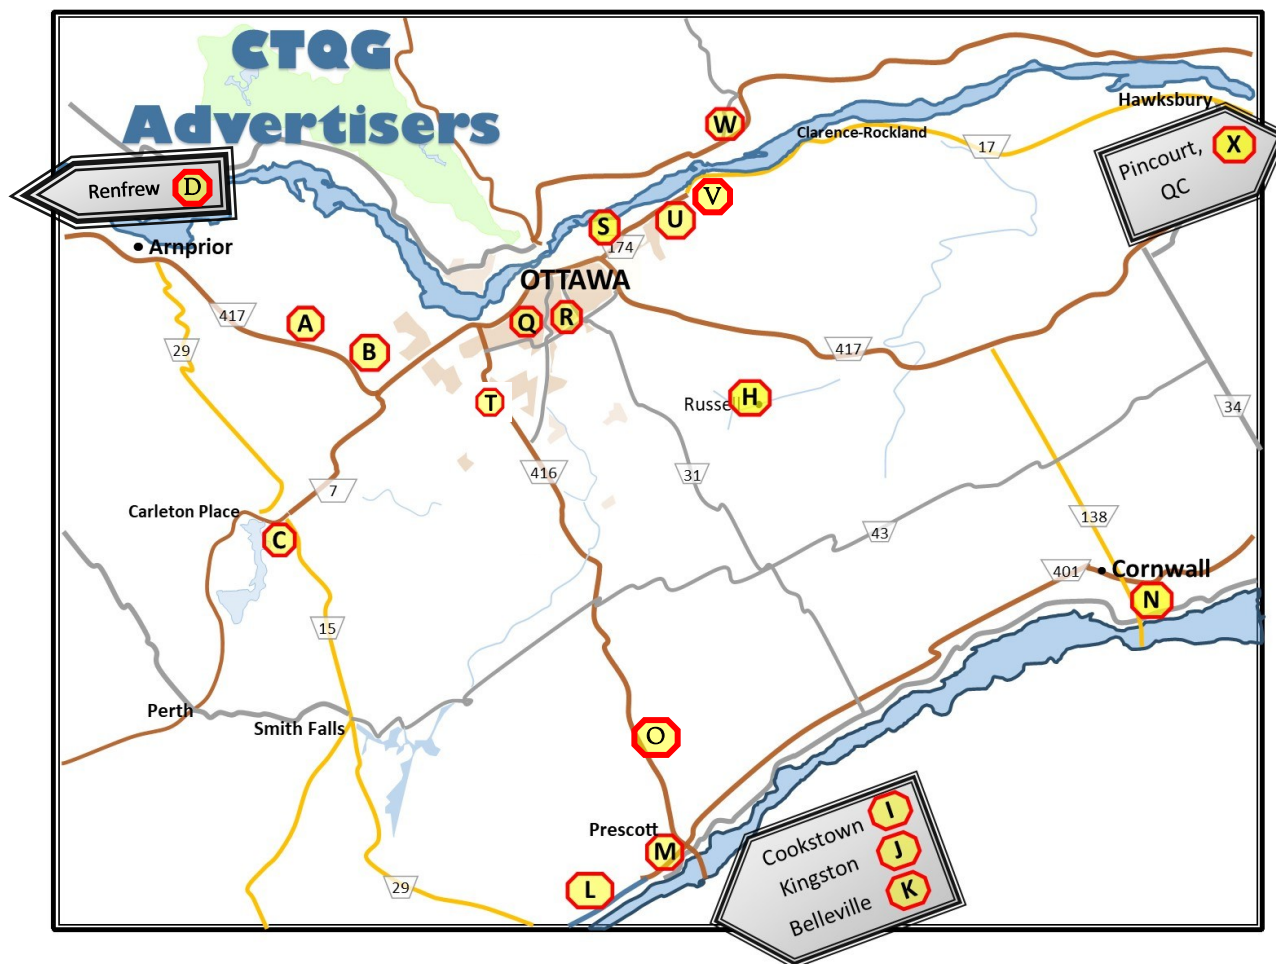 CTQG
Advertisers
W
Hawksbury
Clarence-Rockland
17
Pincourt, X
QC
Renfrew D
V
U
S
174
Arnprior
OTTAWA
417
A
Q
R
B
29
417
T
H
34
416
31
7
Carleton Place
138
43
C
401
Cornwall
N
15
Perth
Smith Falls
O
Prescott
M
L
29
Cookstown I
Kingston J
Belleville K